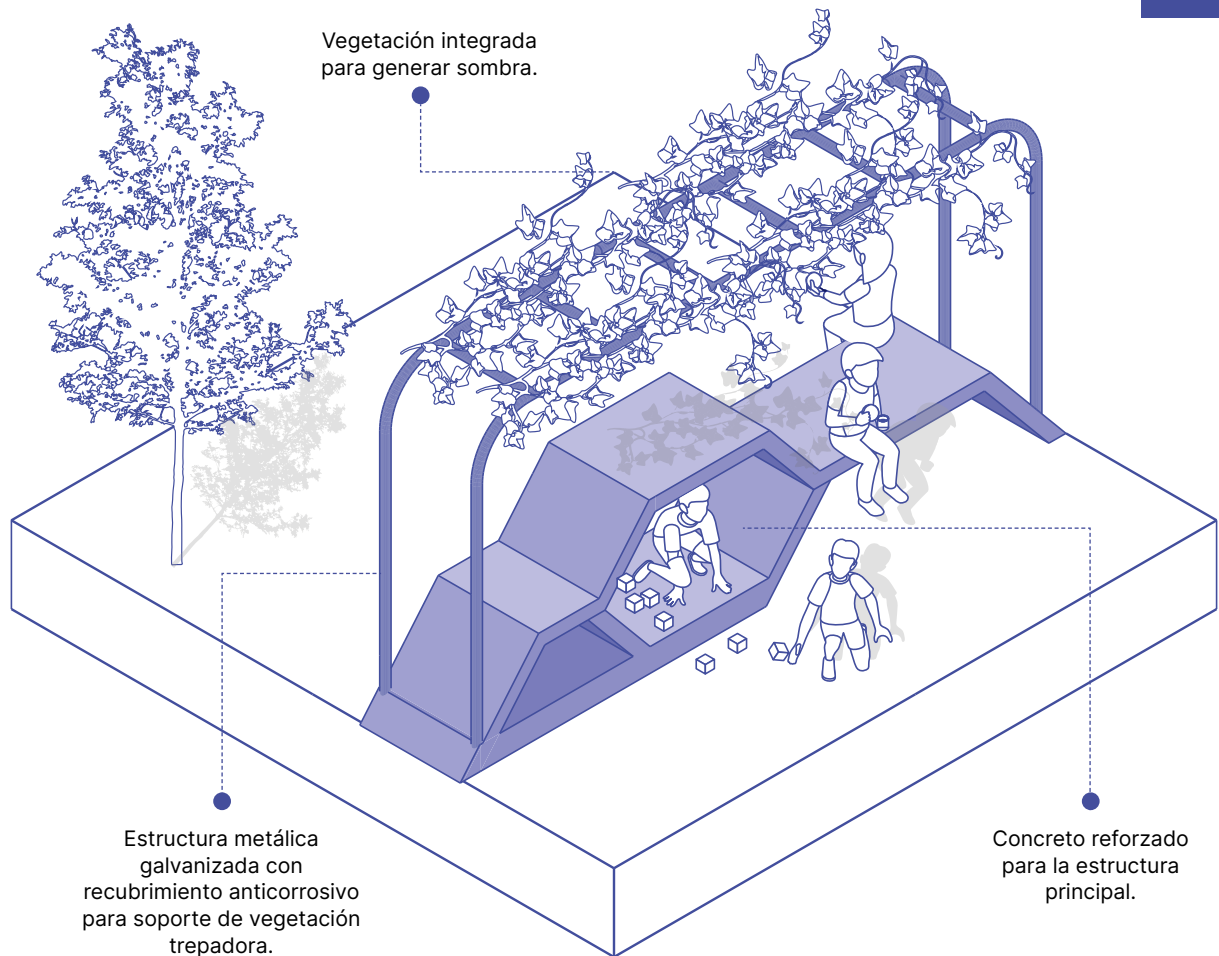 Vegetación integrada
para generar sombra.
Estructura metálica
galvanizada con
recubrimiento anticorrosivo
para soporte de vegetación
trepadora.
Concreto reforzado
para la estructura
principal.